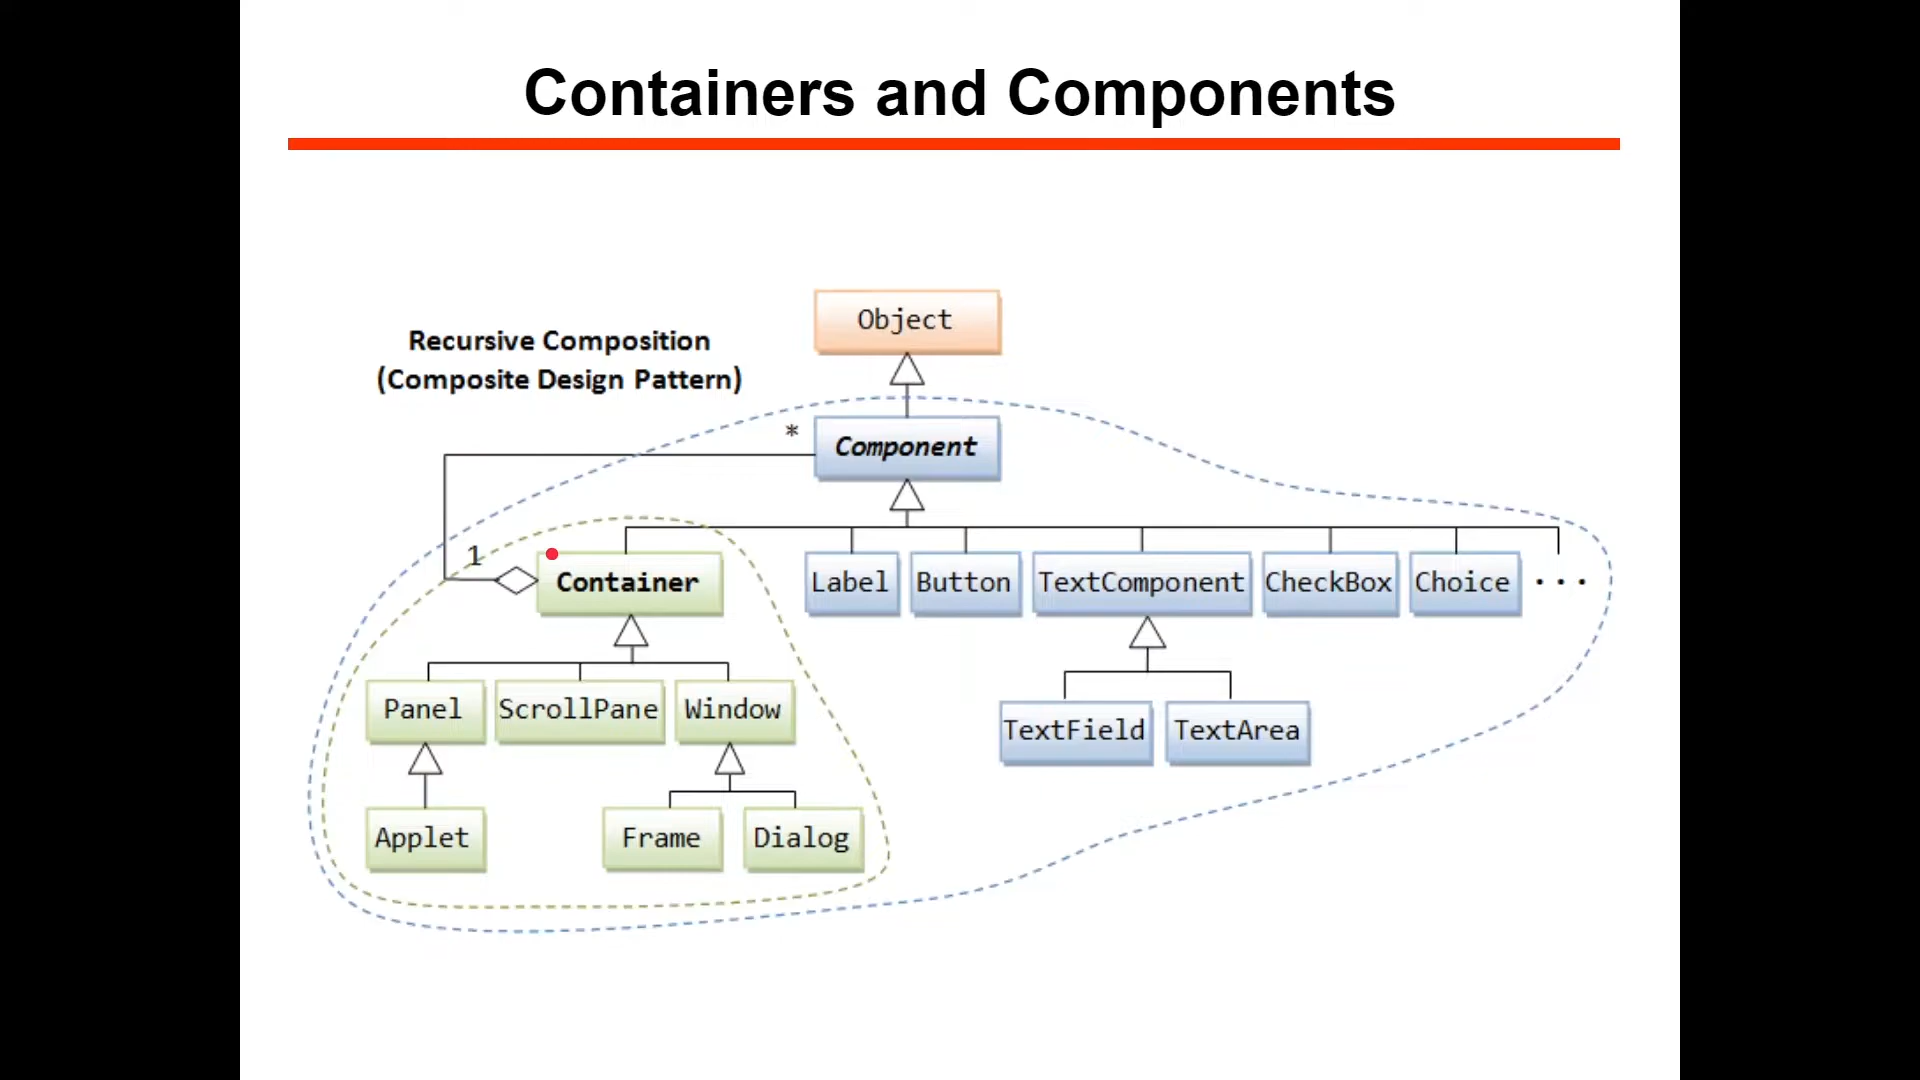 Containers and Components
Object
Recursive Composition
(Composite Design Pattern)
*
Component
1
Container
Label
Button
TextComponent
CheckBox
Choice
...
Panel
ScrollPane
Window
TextField
TextArea
Applet
Frame
Dialog